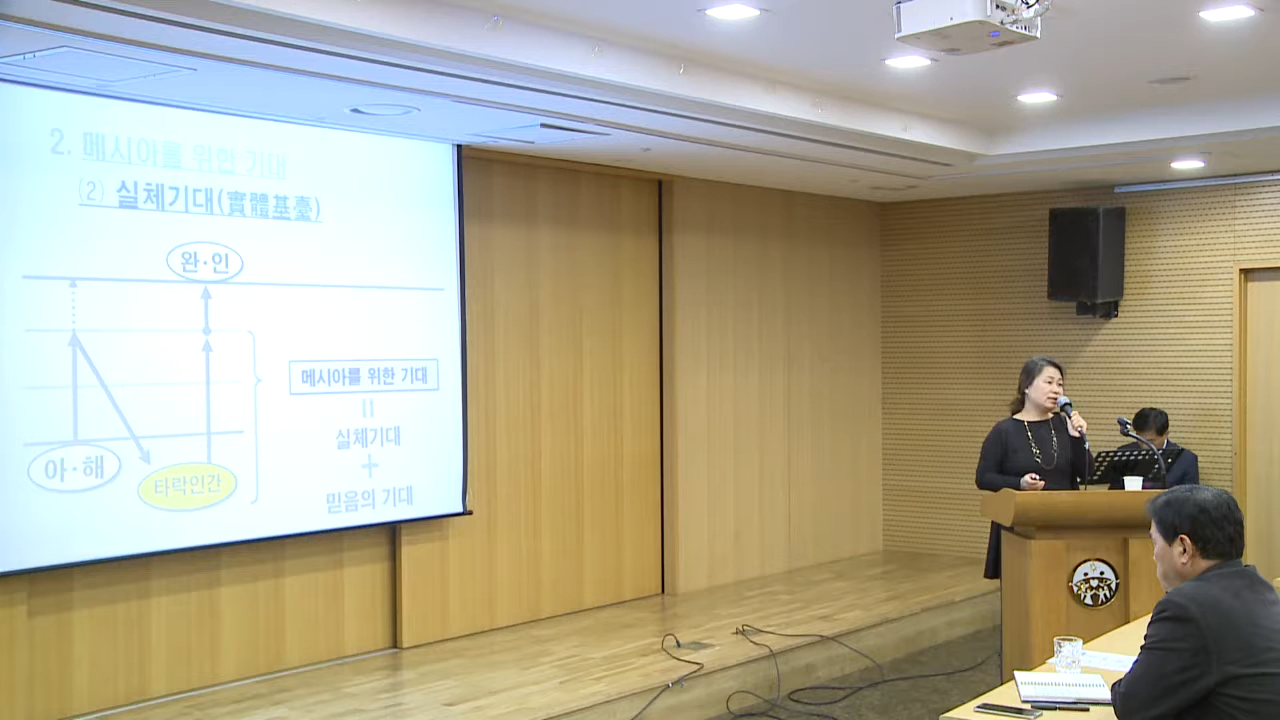 2. 메시아를 위한 기대
(2) 실체기대(實體基臺)
완·인
메시아를 위한 기대
=
실체기대
+
믿음의 기대
아·해
타락인간